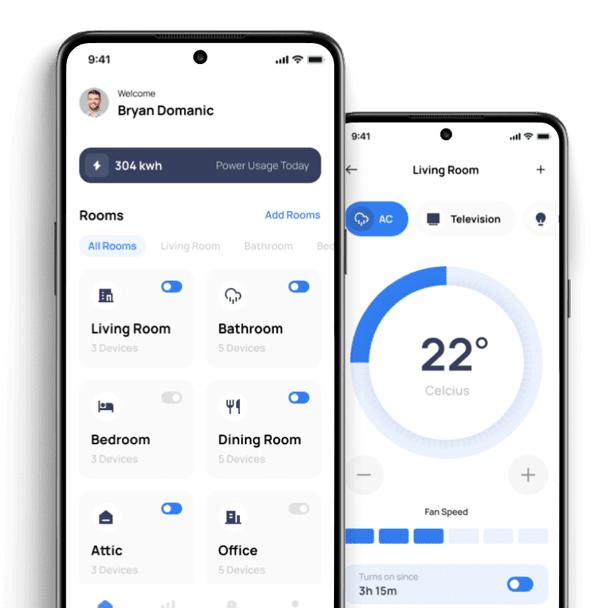 9:41
Welcome
Bryan Domanic
304 kwh Power Usage Today
Rooms Add Rooms
All Rooms Living Room Bathroom
Living Room Bathroom
3 Devices 5 Devices
Bedroom Dining Room
3 Devices 5 Devices
Attic Office
3 Devices 5 Devices
9:41
Living Room
AC Television
22°
Celcius
Fan Speed
Turns on since
3h 15m